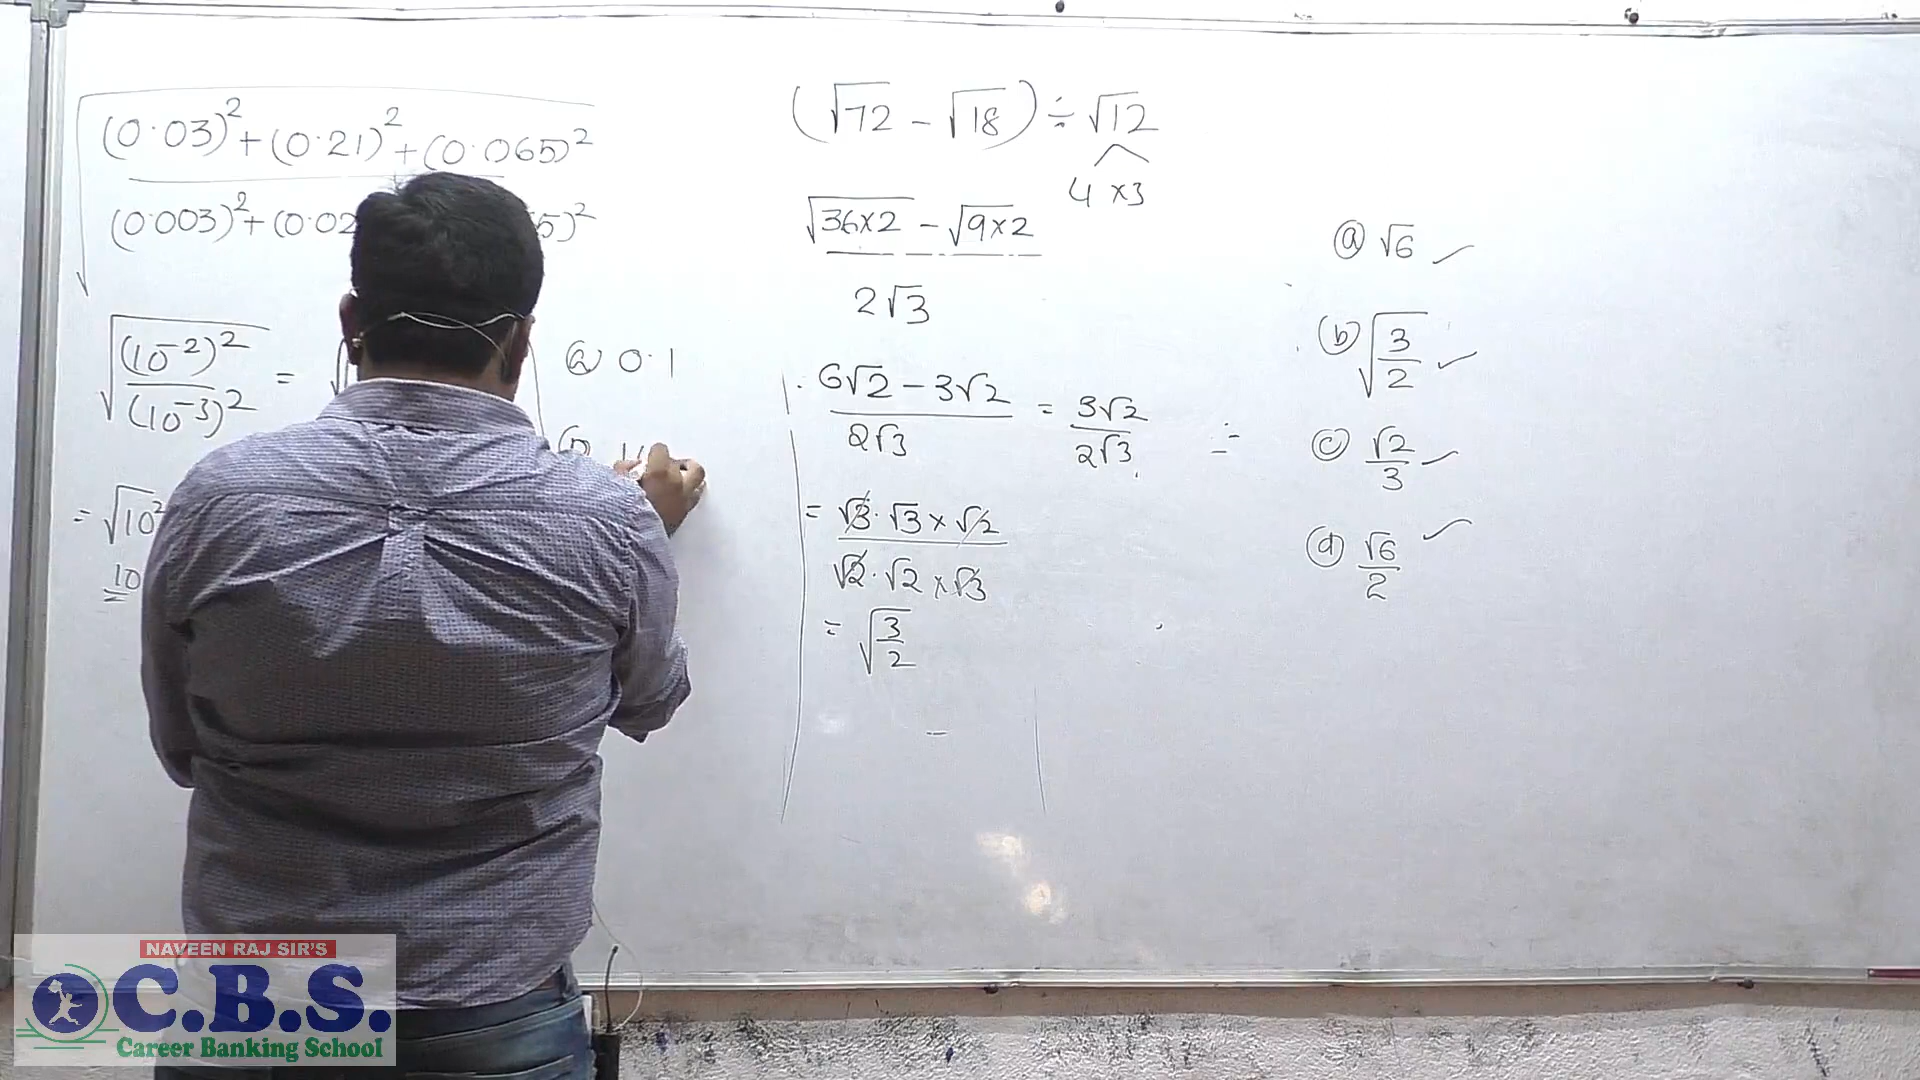 (0.03)² + (0.21)² + (0.065)²
(0.003)² + (0.02 5)²
√((10⁻²)² / (10⁻³)²) = √
= √10²
10
(a) 0.1
(b)
(√72 - √18) ÷ √12
4 × 3
√36×2 - √9×2
2√3
6√2 - 3√2 / 2√3 = 3√2 / 2√3
= √3 · √3 × √2
√2 · √2 × √3
= √(3/2)
(a) √6 ✓
(b) √(3/2) ✓
(c) √2/3 ✓
(d) √6/2 ✓
NAVEEN RAJ SIR'S
C.B.S.
Career Banking School